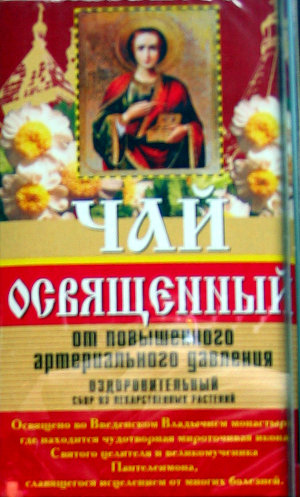 ЧАЙ
ОСВЯЩЕННЫЙ
от повышенного
артериального давления
ОЗДОРОВИТЕЛЬНЫЙ
СБОР ИЗ ЛЕКАРСТВЕННЫХ РАСТЕНИЙ
Освящено во Введенском Владычнем монастыре
где находится чудотворная мироточивая икона
Святого целителя и великомученика
Пантелеимона,
славящегося исцелением от многих болезней.